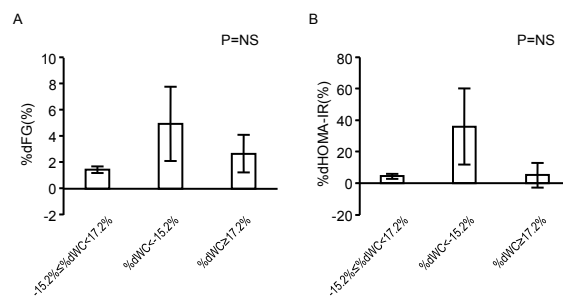 A
P=NS
%dFG(%)
10
8
6
4
2
0
-2
-15.2%≤%dWC<17.2%
%dWC<-15.2%
%dWC≥17.2%
B
P=NS
%dHOMA-IR(%)
80
60
40
20
0
-20
-15.2%≤%dWC<17.2%
%dWC<-15.2%
%dWC≥17.2%